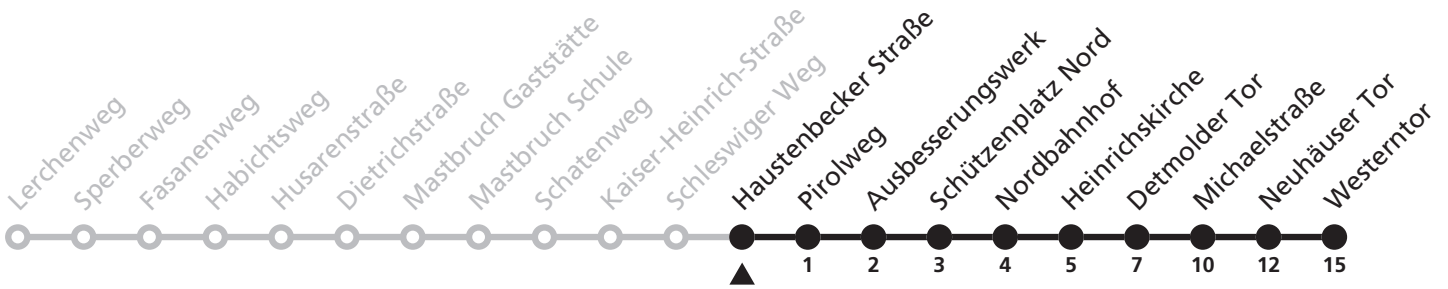 Lerchenweg
Sperberweg
Fasanenweg
Habichtsweg
Husarenstraße
Dietrichstraße
Mastbruch Gaststätte
Mastbruch Schule
Schatenweg
Kaiser-Heinrich-Straße
Schleswiger Weg
Haustenbecker Straße
Pirolweg
Ausbesserungswerk
Schützenplatz Nord
Nordbahnhof
Heinrichskirche
Detmolder Tor
Michaelstraße
Neuhäuser Tor
Westerntor
1 2 3 4 5 7 10 12 15